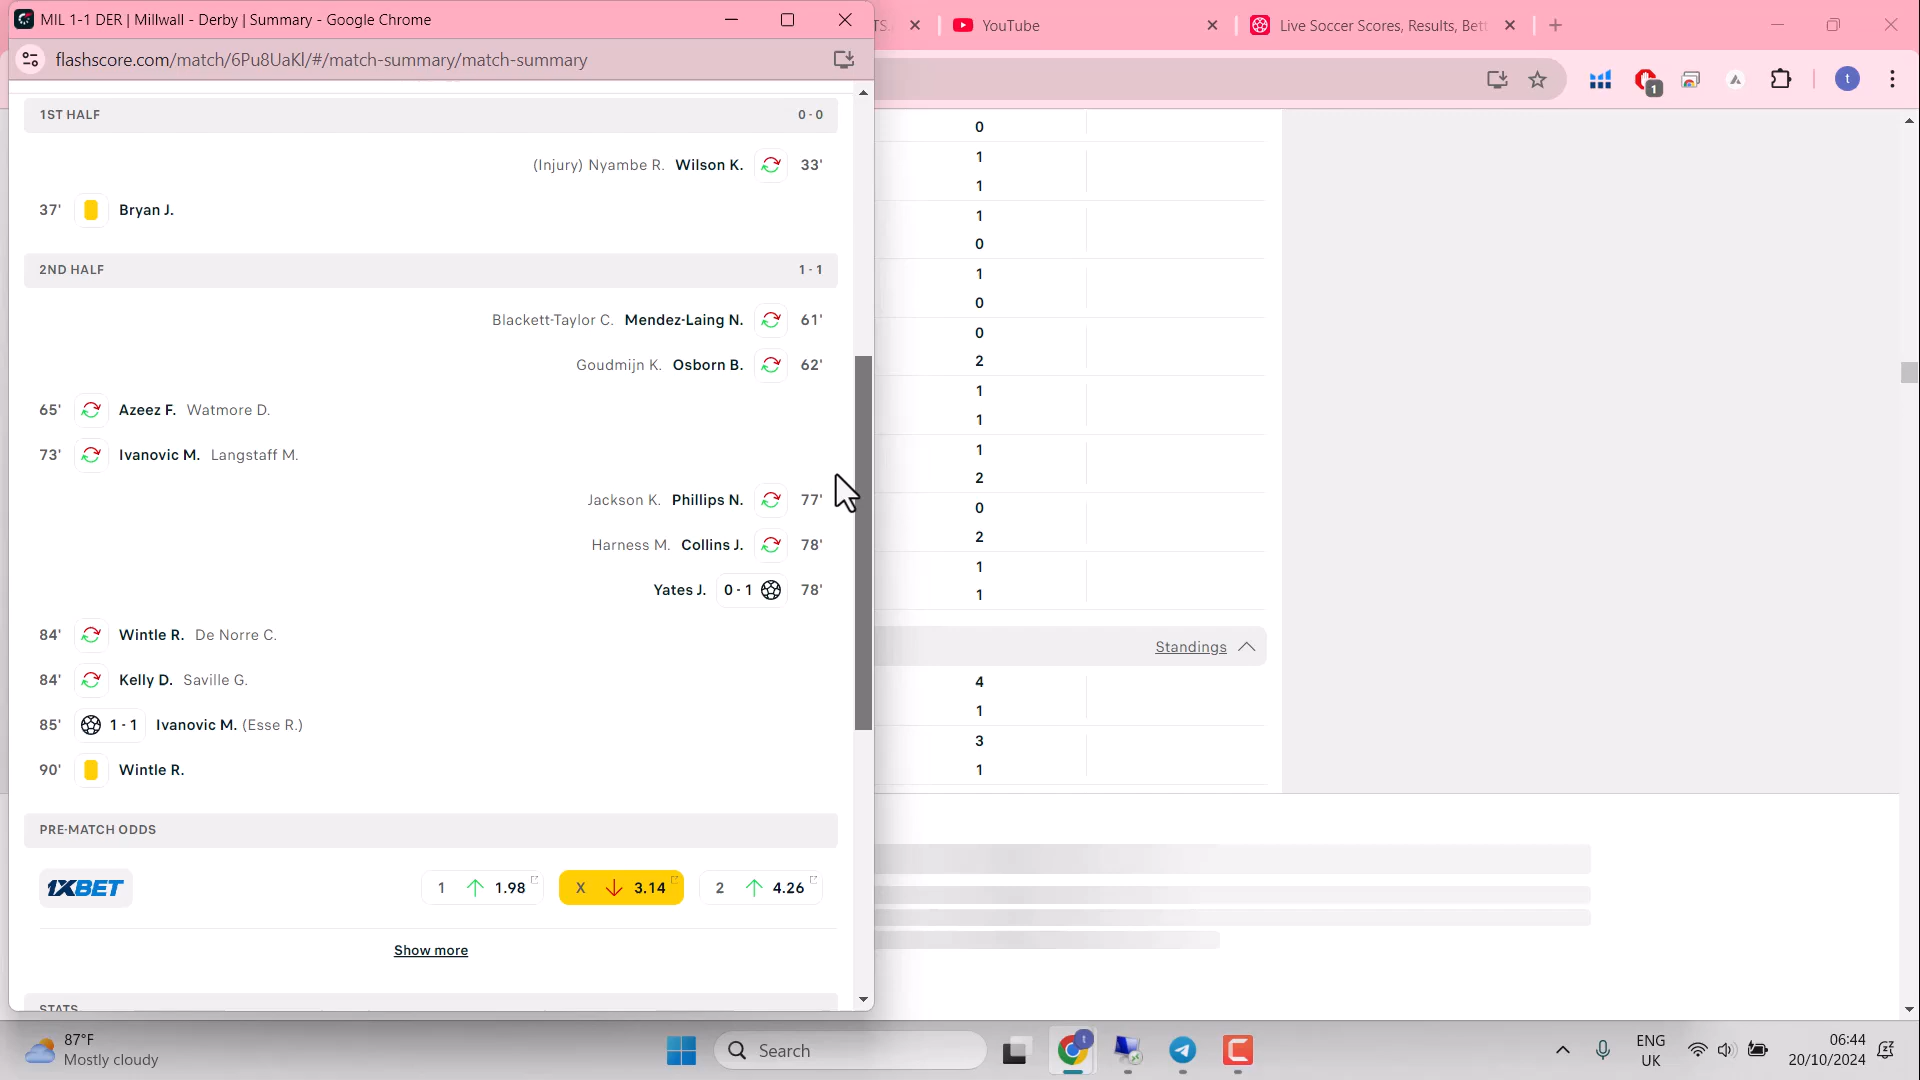 MIL 1-1 DER | Millwall - Derby | Summary - Google Chrome
TS.
YouTube
Live Soccer Scores, Results, Bett
flashscore.com/match/6Pu8UaKl/#/match-summary/match-summary
1
t
1ST HALF 0 - 0
(Injury) Nyambe R. Wilson K. 33'
37' Bryan J.
2ND HALF 1 - 1
Blackett-Taylor C. Mendez-Laing N. 61'
Goudmijn K. Osborn B. 62'
65' Azeez F. Watmore D.
73' Ivanovic M. Langstaff M.
Jackson K. Phillips N. 77'
Harness M. Collins J. 78'
Yates J. 0 - 1 78'
84' Wintle R. De Norre C.
84' Kelly D. Saville G.
85' 1 - 1 Ivanovic M. (Esse R.)
90' Wintle R.
PRE-MATCH ODDS
1XBET 1 1.98 X 3.14 2 4.26
Show more
STATS
0
1
1
1
0
1
0
0
2
1
1
1
2
0
2
1
1
Standings
4
1
3
1
87°F
Mostly cloudy
Search
t
ENG
UK
06:44
20/10/2024